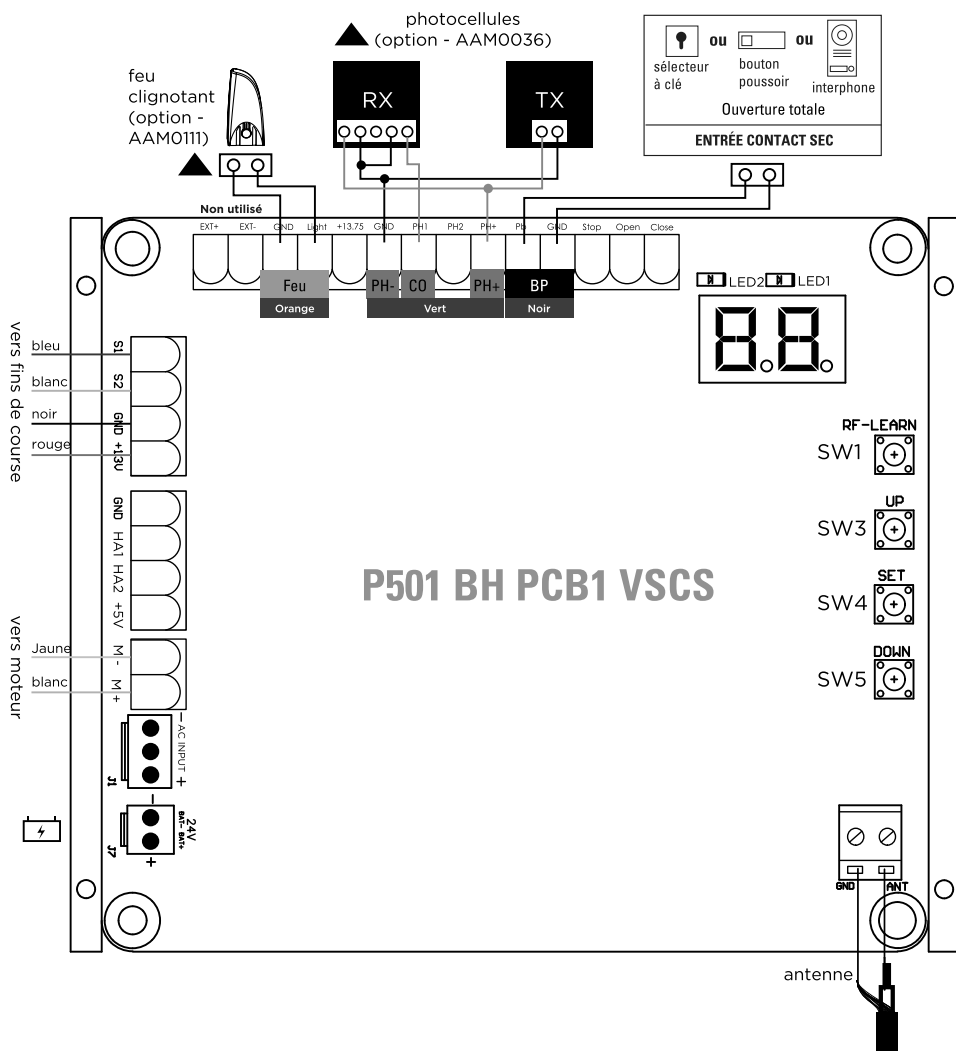 photocellules
(option - AAM0036)
feu
clignotant
(option -
AAM0111)
RX
TX
ou
ou
sélecteur
à clé
bouton
poussoir
interphone
Ouverture totale
ENTRÉE CONTACT SEC
Non utilisé
EXT+ EXT- GND Light +13.75 GND PH1 PH2 PH+ Pb GND Stop Open Close
Feu PH- CO PH+ BP
Orange Vert Noir
LED2 LED1
8.8.
vers fins de course
bleu S1
blanc S2
noir GND
rouge +13V
GND
HA1
HA2
+5V
vers moteur
Jaune M -
blanc M +
− AC INPUT +
J1
−
24V
BAT- BAT+
J7
+
P501 BH PCB1 VSCS
RF-LEARN
SW1
UP
SW3
SET
SW4
DOWN
SW5
GND ANT
antenne